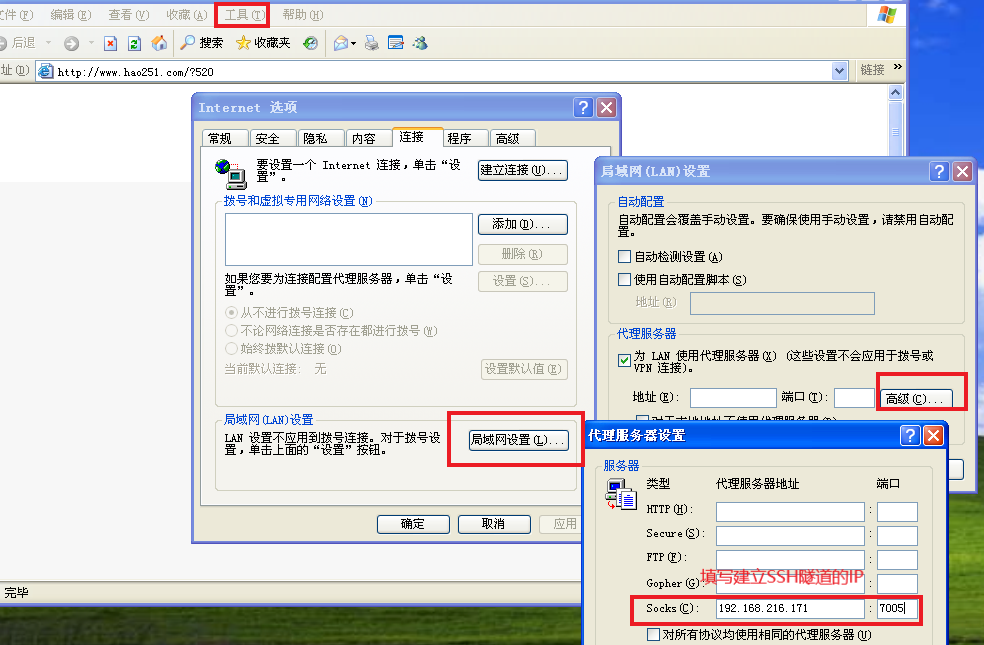 文件(F) 编辑(E) 查看(V) 收藏(A) 工具(T) 帮助(H)
后退 搜索 收藏夹
址(D) http://www.hao251.com/?520 链接 »
Internet 选项
常规 安全 隐私 内容 连接 程序 高级
要设置一个 Internet 连接，单击“设
置”。
建立连接(U)...
拨号和虚拟专用网络设置(N)
添加(D)...
删除(R)
如果您要为连接配置代理服务器，单击“设
置”。
设置(S)...
从不进行拨号连接(C)
不论网络连接是否存在都进行拨号(W)
始终拨默认连接(O)
当前默认连接: 无
设置默认值(E)
局域网(LAN)设置
LAN 设置不应用到拨号连接。对于拨号设
置，单击上面的“设置”按钮。
局域网设置(L)...
确定 取消 应用
完毕
局域网(LAN)设置
自动配置
自动配置会覆盖手动设置。要确保使用手动设置，请禁用自动配
置。
自动检测设置(A)
使用自动配置脚本(S)
地址(R)
代理服务器
为 LAN 使用代理服务器(X) (这些设置不会应用于拨号或
VPN 连接)。
地址(E): 端口(T): 高级(C)...
代理服务器设置
服务器
类型 代理服务器地址 端口
HTTP(H): :
Secure(S): :
FTP(F): :
填写建立SSH隧道的IP
Gopher(G): :
Socks(C): 192.168.216.171 : 7005
对所有协议均使用相同的代理服务器(U)